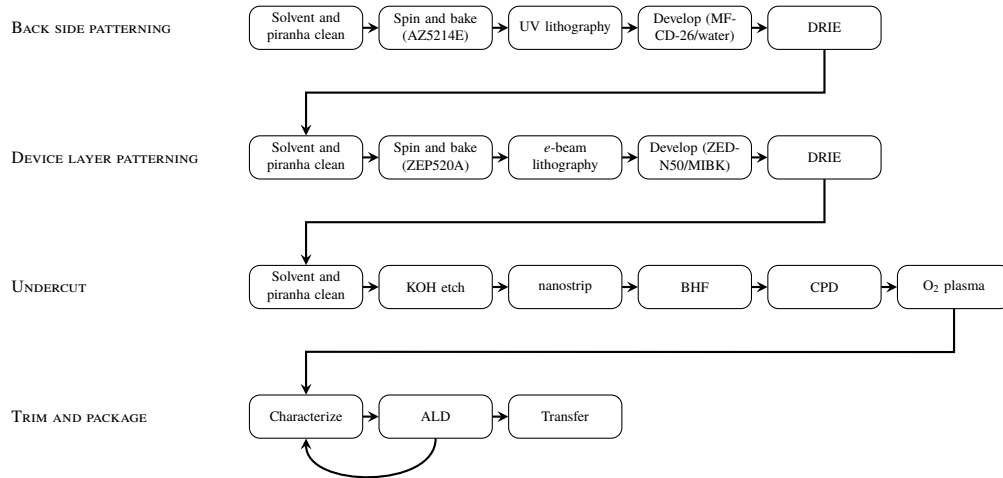 BACK SIDE PATTERNING
Solvent and
piranha clean
Spin and bake
(AZ5214E)
UV lithography
Develop (MF-
CD-26/water)
DRIE
DEVICE LAYER PATTERNING
Solvent and
piranha clean
Spin and bake
(ZEP520A)
e-beam
lithography
Develop (ZED-
N50/MIBK)
DRIE
UNDERCUT
Solvent and
piranha clean
KOH etch
nanostrip
BHF
CPD
O₂ plasma
TRIM AND PACKAGE
Characterize
ALD
Transfer